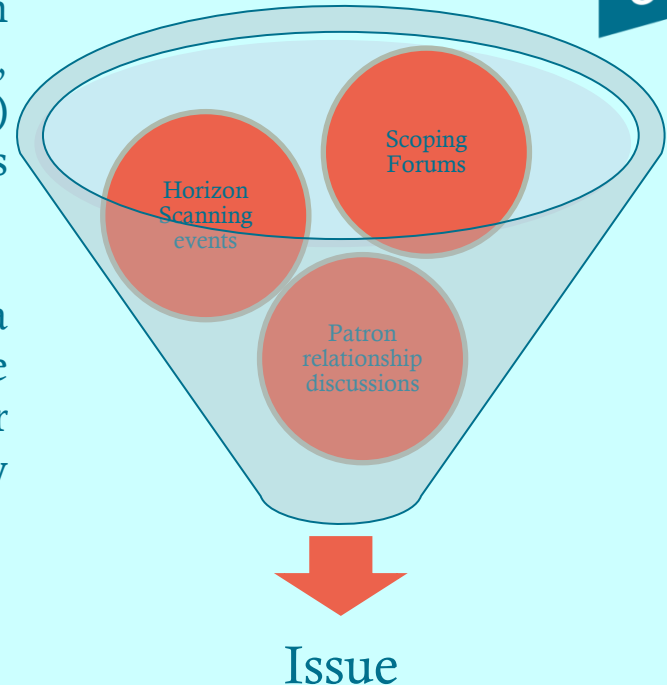 Scoping
Forums
Horizon
Scanning
events
Patron
relationship
discussions
Issue